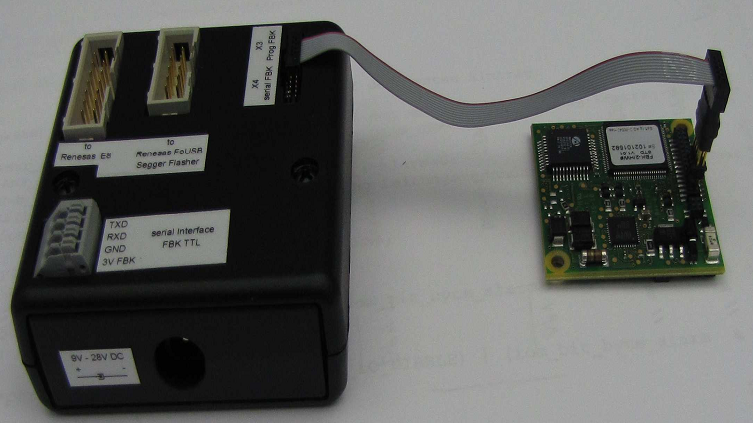 X3
Prog.FBK
X4
serial FBK
to
Renesas E8
to
Renesas FoUSB
Segger Flasher
TXD
RXD
GND
3V FBK
serial Interface
FBK TTL
9V - 28V DC
+ -